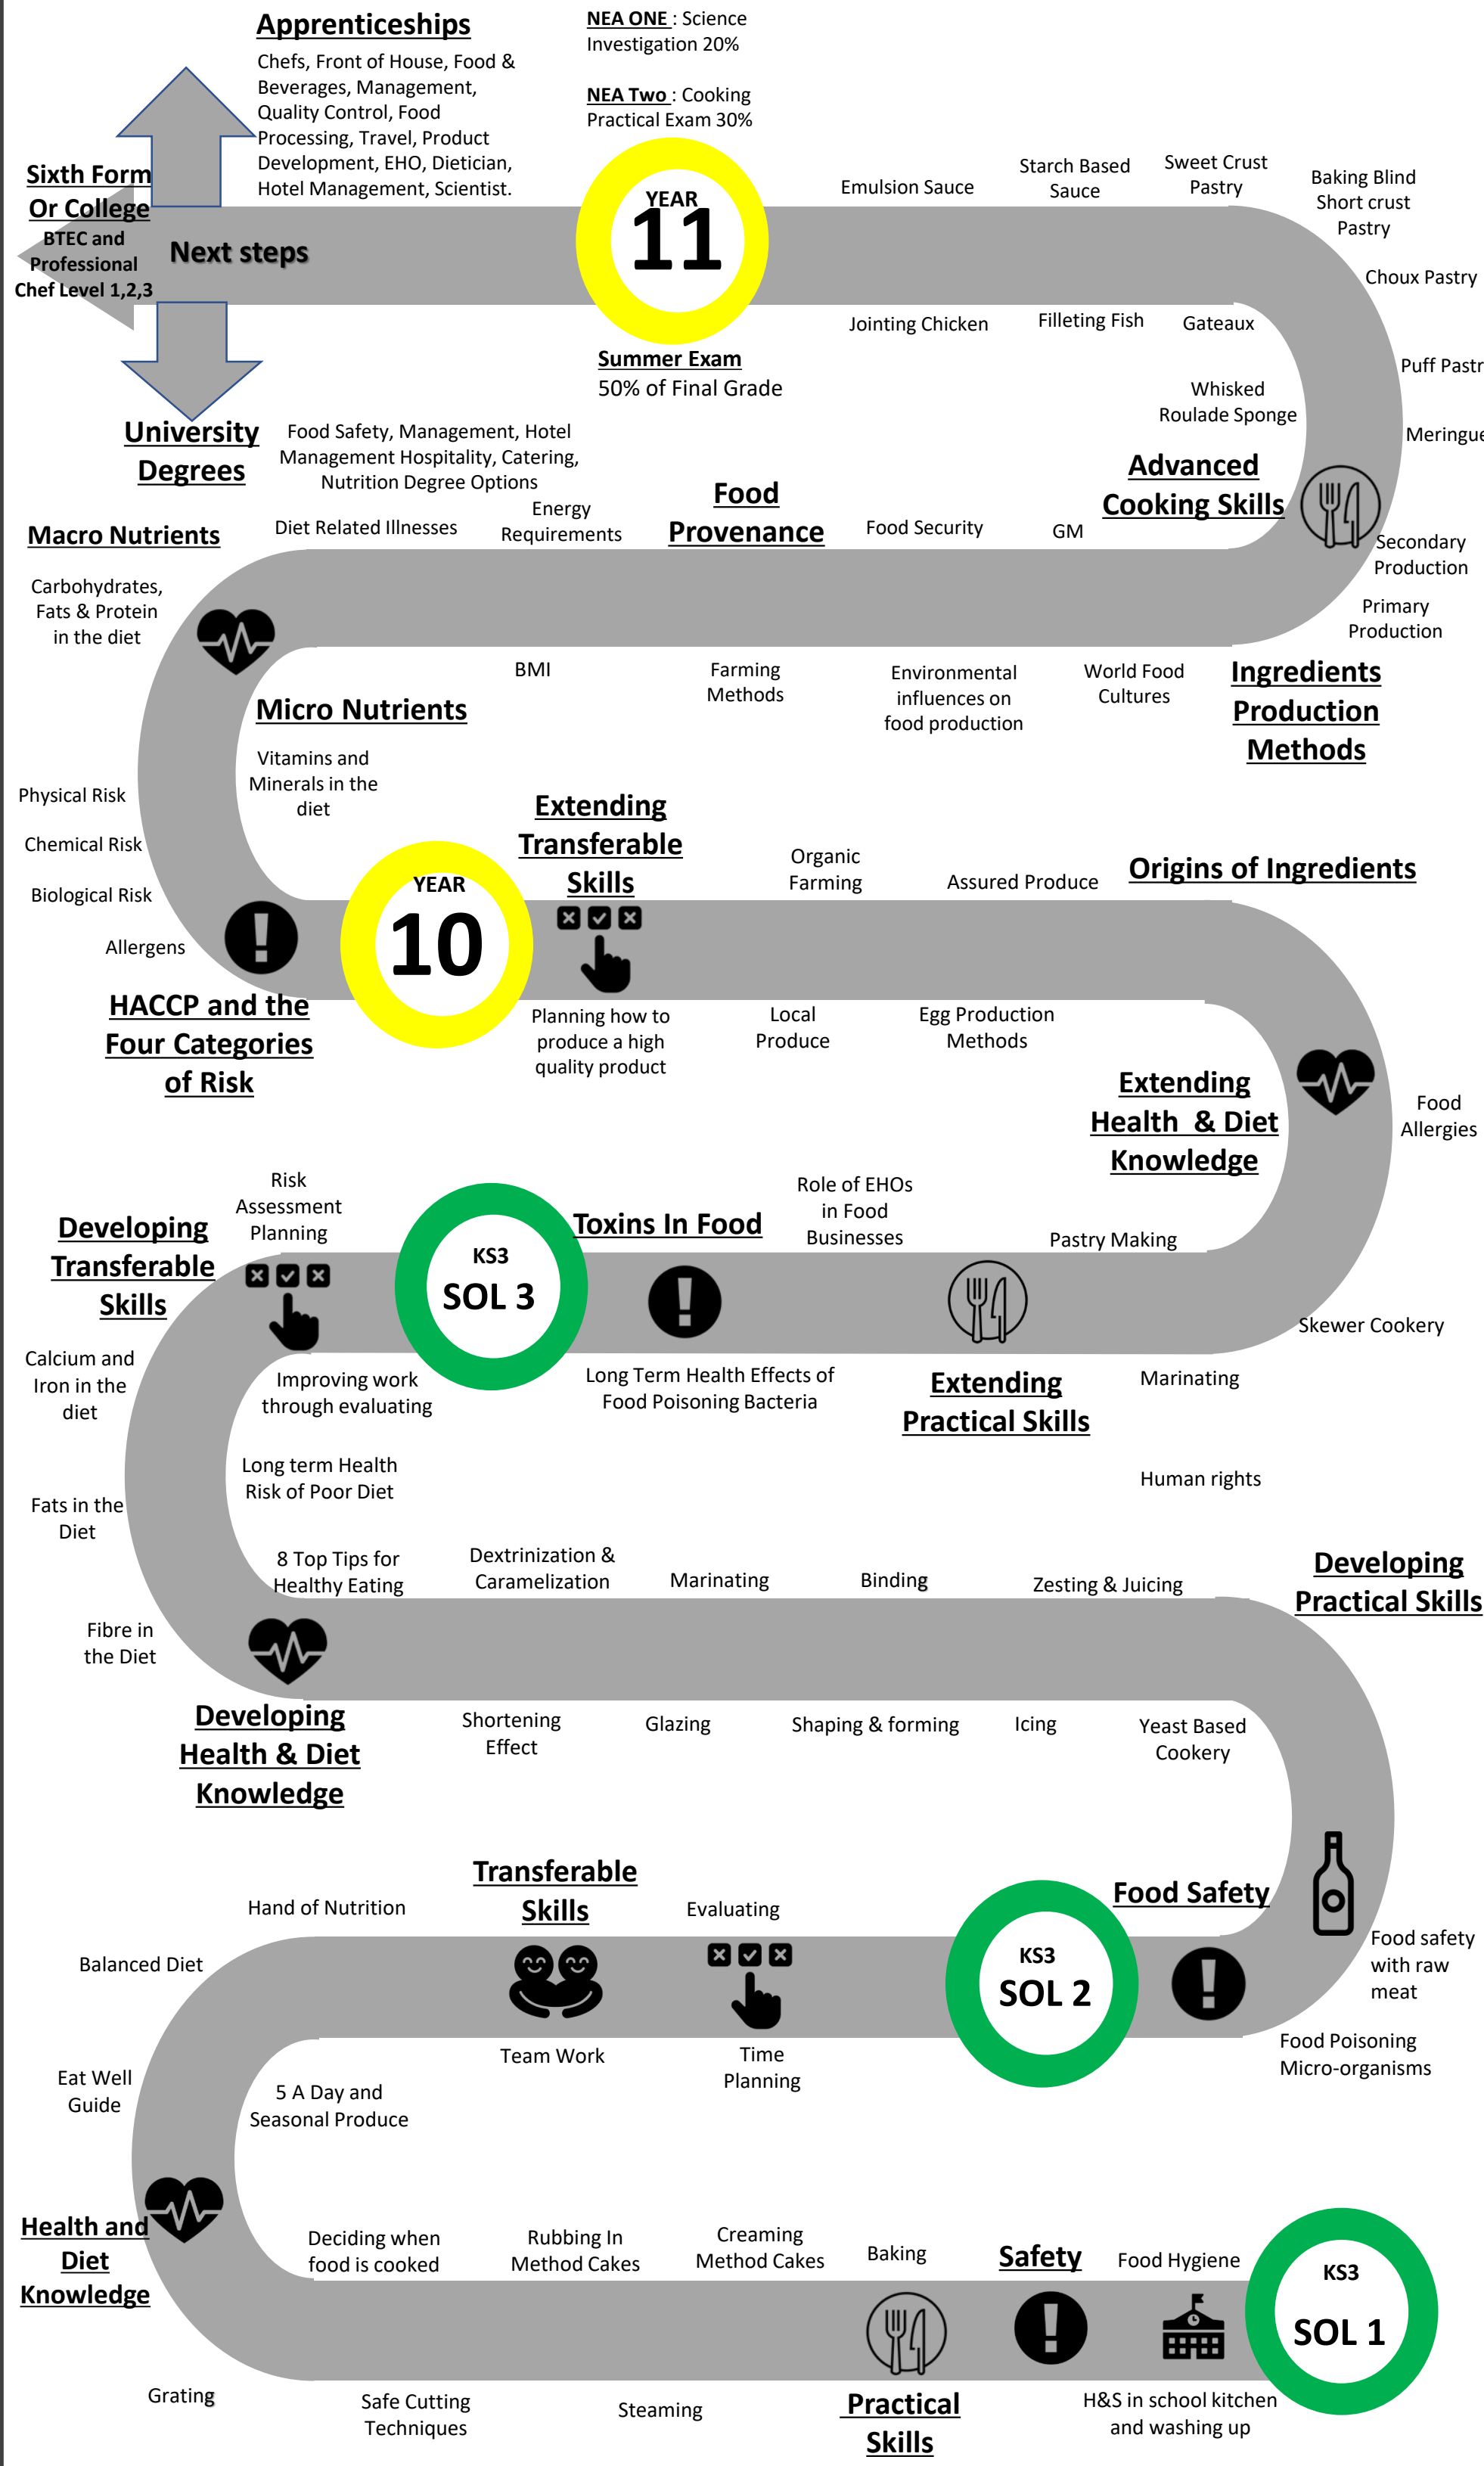 Apprenticeships
Chefs, Front of House, Food &
Beverages, Management,
Quality Control, Food
Processing, Travel, Product
Development, EHO, Dietician,
Hotel Management, Scientist.
NEA ONE : Science
Investigation 20%
NEA Two : Cooking
Practical Exam 30%
Sixth Form
Or College
BTEC and
Professional
Chef Level 1,2,3
Next steps
YEAR
11
Emulsion Sauce
Starch Based
Sauce
Sweet Crust
Pastry
Baking Blind
Short crust
Pastry
Choux Pastry
Jointing Chicken
Filleting Fish
Gateaux
Summer Exam
50% of Final Grade
Puff Pastr
Whisked
Roulade Sponge
Meringue
University
Degrees
Food Safety, Management, Hotel
Management Hospitality, Catering,
Nutrition Degree Options
Advanced
Cooking Skills
Macro Nutrients
Diet Related Illnesses
Energy
Requirements
Food
Provenance
Food Security
GM
Secondary
Production
Carbohydrates,
Fats & Protein
in the diet
Primary
Production
BMI
Farming
Methods
Environmental
influences on
food production
World Food
Cultures
Ingredients
Production
Methods
Micro Nutrients
Vitamins and
Minerals in the
diet
Physical Risk
Chemical Risk
Biological Risk
Allergens
Extending
Transferable
Skills
YEAR
10
Organic
Farming
Assured Produce
Origins of Ingredients
HACCP and the
Four Categories
of Risk
Planning how to
produce a high
quality product
Local
Produce
Egg Production
Methods
Extending
Health & Diet
Knowledge
Food
Allergies
Risk
Assessment
Planning
Developing
Transferable
Skills
KS3
SOL 3
Toxins In Food
Role of EHOs
in Food
Businesses
Pastry Making
Skewer Cookery
Calcium and
Iron in the
diet
Improving work
through evaluating
Long Term Health Effects of
Food Poisoning Bacteria
Extending
Practical Skills
Marinating
Long term Health
Risk of Poor Diet
Human rights
Fats in the
Diet
8 Top Tips for
Healthy Eating
Dextrinization &
Caramelization
Marinating
Binding
Zesting & Juicing
Developing
Practical Skills
Fibre in
the Diet
Developing
Health & Diet
Knowledge
Shortening
Effect
Glazing
Shaping & forming
Icing
Yeast Based
Cookery
Transferable
Skills
Hand of Nutrition
Evaluating
Food Safety
Balanced Diet
KS3
SOL 2
Food safety
with raw
meat
Team Work
Time
Planning
Food Poisoning
Micro-organisms
Eat Well
Guide
5 A Day and
Seasonal Produce
Health and
Diet
Knowledge
Deciding when
food is cooked
Rubbing In
Method Cakes
Creaming
Method Cakes
Baking
Safety
Food Hygiene
KS3
SOL 1
Grating
Safe Cutting
Techniques
Steaming
Practical
Skills
H&S in school kitchen
and washing up